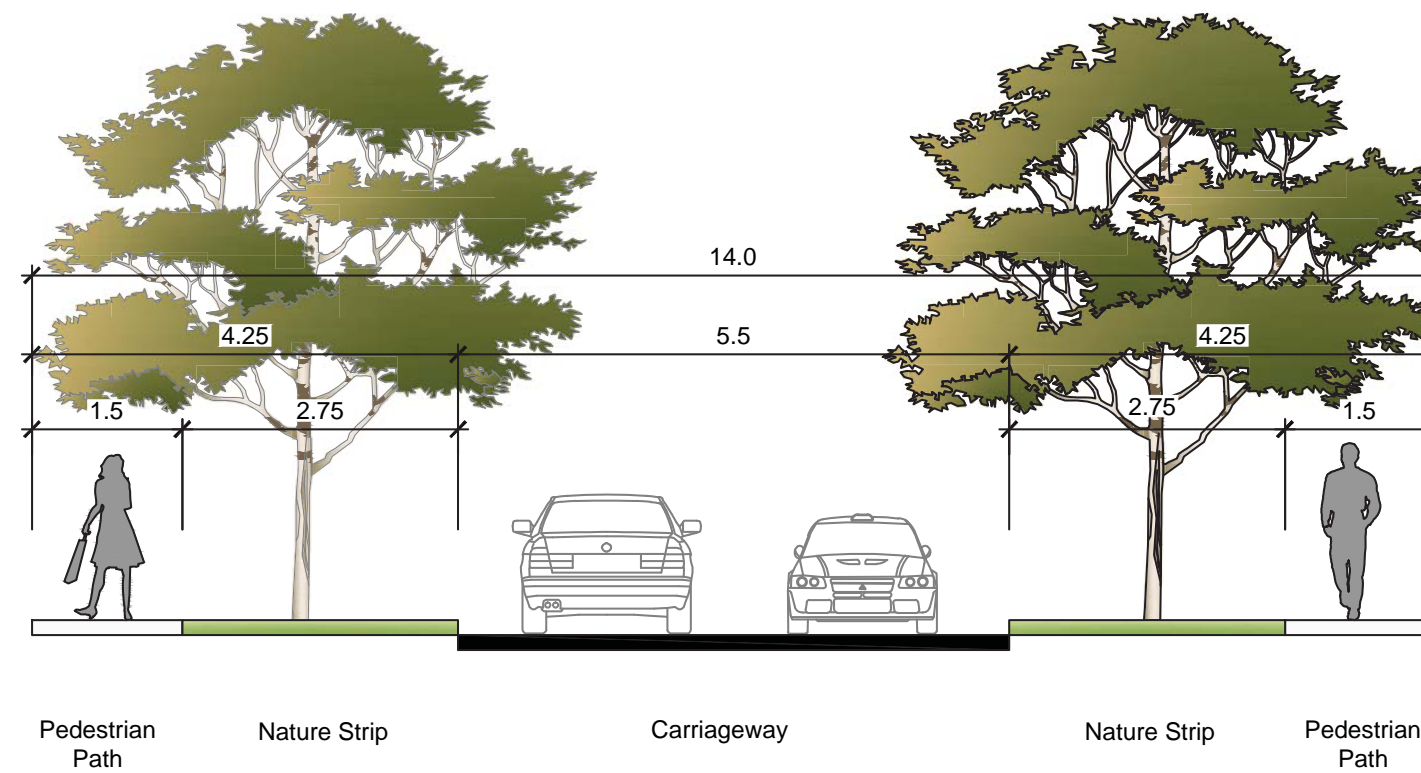 14.0
4.25
5.5
4.25
1.5
2.75
2.75
1.5
Pedestrian
Path
Nature Strip
Carriageway
Nature Strip
Pedestrian
Path